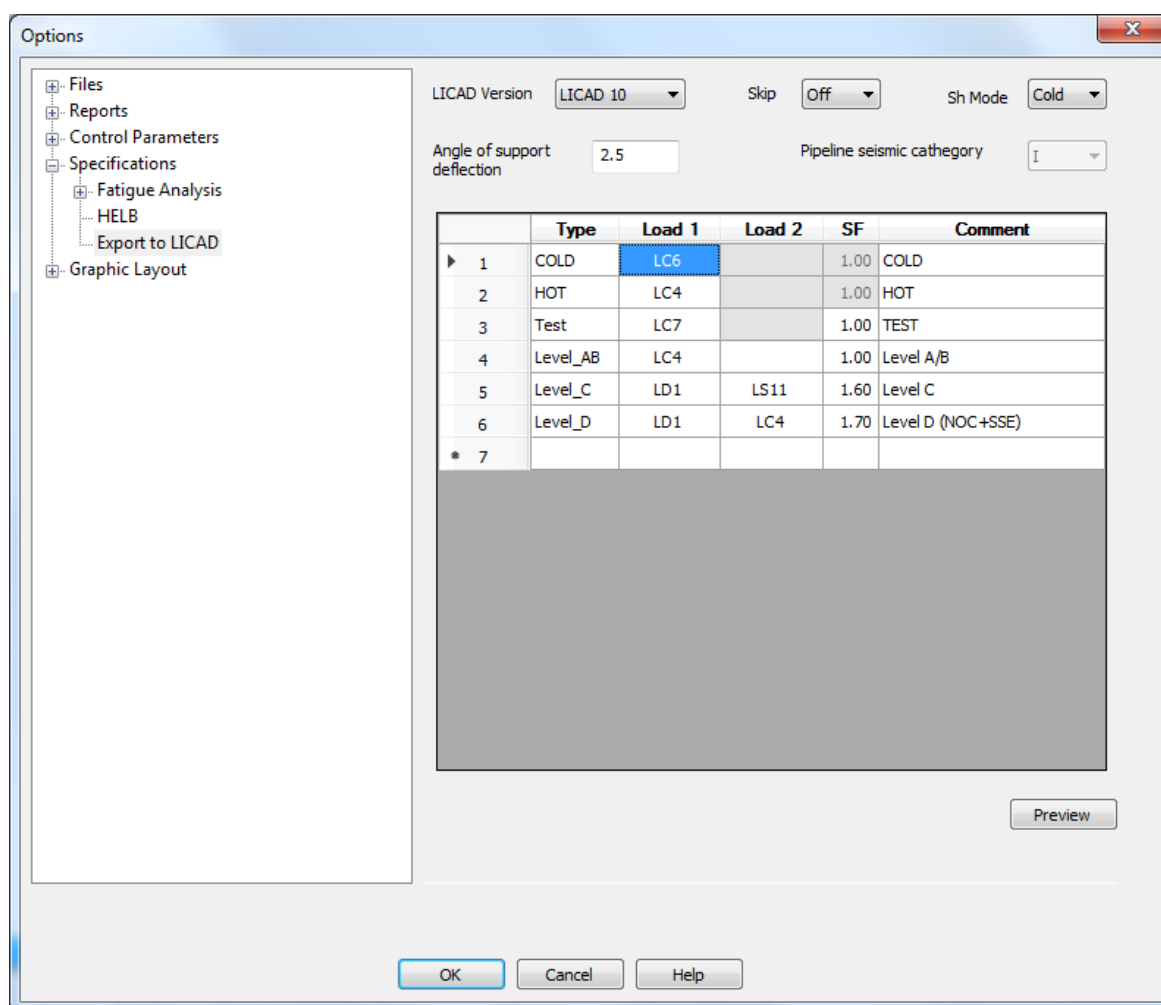 Options
Files
Reports
Control Parameters
Specifications
Fatigue Analysis
HELB
Export to LICAD
Graphic Layout
LICAD Version LICAD 10 Skip Off Sh Mode Cold
Angle of support
deflection 2.5 Pipeline seismic cathegory I
Type Load 1 Load 2 SF Comment
1 COLD LC6 1.00 COLD
2 HOT LC4 1.00 HOT
3 Test LC7 1.00 TEST
4 Level_AB LC4 1.00 Level A/B
5 Level_C LD1 LS11 1.60 Level C
6 Level_D LD1 LC4 1.70 Level D (NOC+SSE)
* 7
Preview
OK Cancel Help